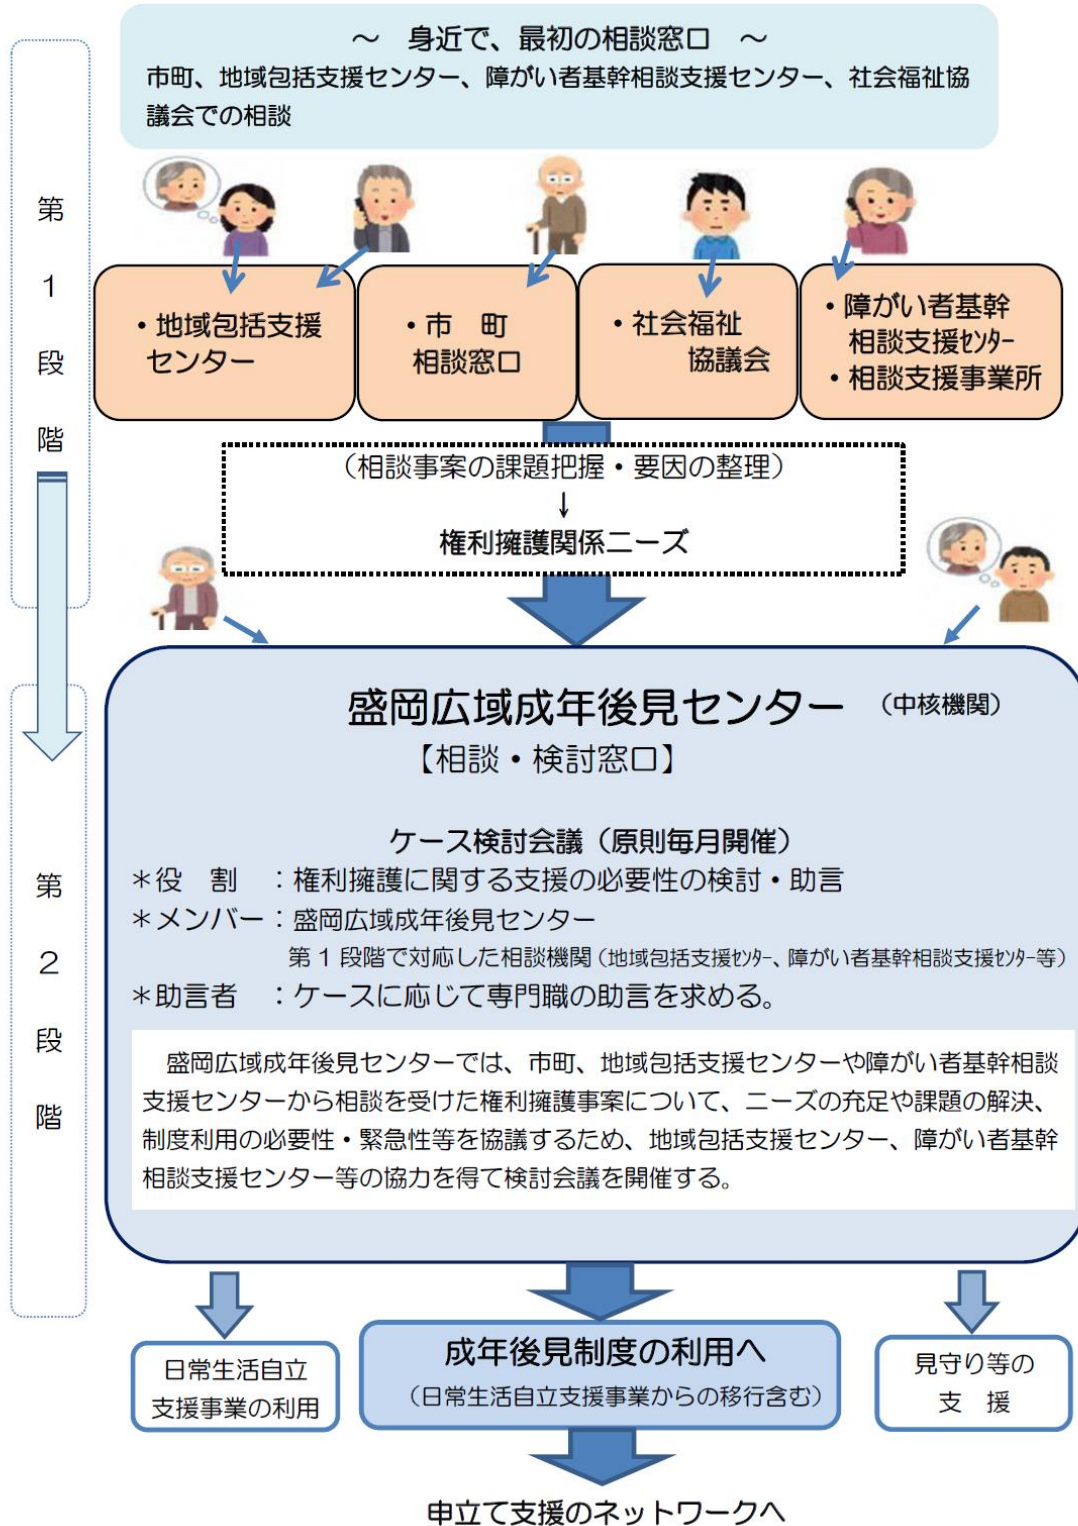 ～　身近で、最初の相談窓口　～
市町、地域包括支援センター、障がい者基幹相談支援センター、社会福祉協
議会での相談
第
1
段
階
・地域包括支援
センター
・市　町
相談窓口
・社会福祉
協議会
・障がい者基幹
相談支援ｾﾝﾀｰ
・相談支援事業所
（相談事案の課題把握・要因の整理）
↓
権利擁護関係ニーズ
第
2
段
階
盛岡広域成年後見センター　（中核機関）
【相談・検討窓口】
ケース検討会議（原則毎月開催）
＊役　割　：権利擁護に関する支援の必要性の検討・助言
＊メンバー：盛岡広域成年後見センター
第1段階で対応した相談機関（地域包括支援ｾﾝﾀｰ、障がい者基幹相談支援ｾﾝﾀｰ等）
＊助言者　：ケースに応じて専門職の助言を求める。
盛岡広域成年後見センターでは、市町、地域包括支援センターや障がい者基幹相談
支援センターから相談を受けた権利擁護事案について、ニーズの充足や課題の解決、
制度利用の必要性・緊急性等を協議するため、地域包括支援センター、障がい者基幹
相談支援センター等の協力を得て検討会議を開催する。
日常生活自立
支援事業の利用
成年後見制度の利用へ
（日常生活自立支援事業からの移行含む）
見守り等の
支　援
申立て支援のネットワークへ